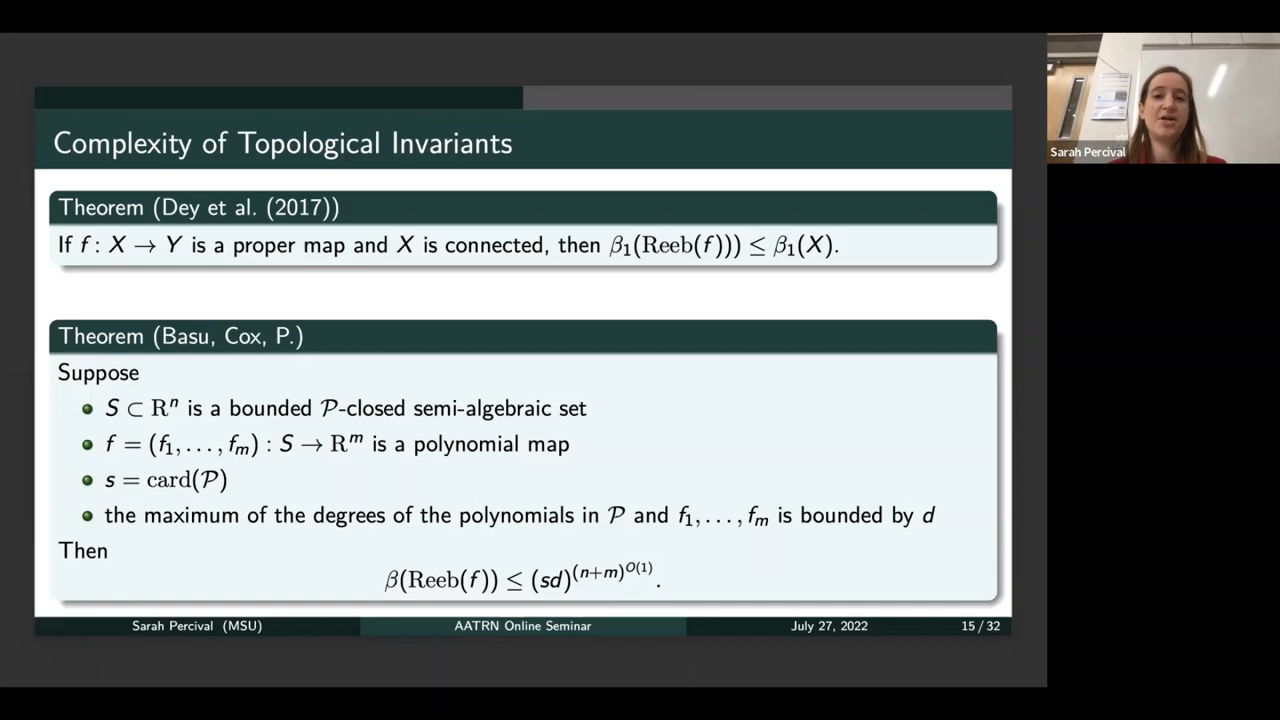 Complexity of Topological Invariants
Theorem (Dey et al. (2017))
If f : X → Y is a proper map and X is connected, then β₁(Reeb(f))) ≤ β₁(X).
Theorem (Basu, Cox, P.)
Suppose
S ⊂ Rⁿ is a bounded 𝒫-closed semi-algebraic set
f = (f₁, . . . , fₘ) : S → Rᵐ is a polynomial map
s = card(𝒫)
the maximum of the degrees of the polynomials in 𝒫 and f₁, . . . , fₘ is bounded by d
Then
β(Reeb(f)) ≤ (sd)^{(n+m)^{O(1)}}.
Sarah Percival (MSU) AATRN Online Seminar July 27, 2022 15 / 32
Sarah Percival